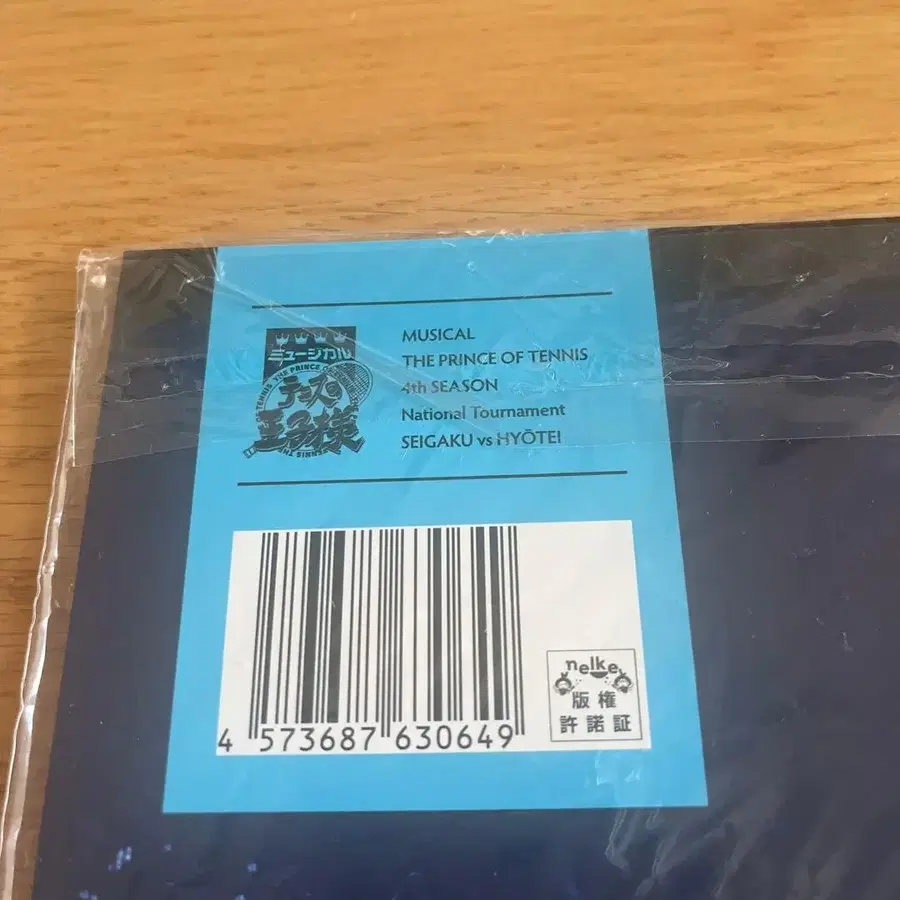 ミュージカル
テニスの
王子様
MUSICAL
THE PRINCE OF TENNIS
4th SEASON
National Tournament
SEIGAKU vs HYŌTEI
4 573687 630649
nelke
版権
許諾証